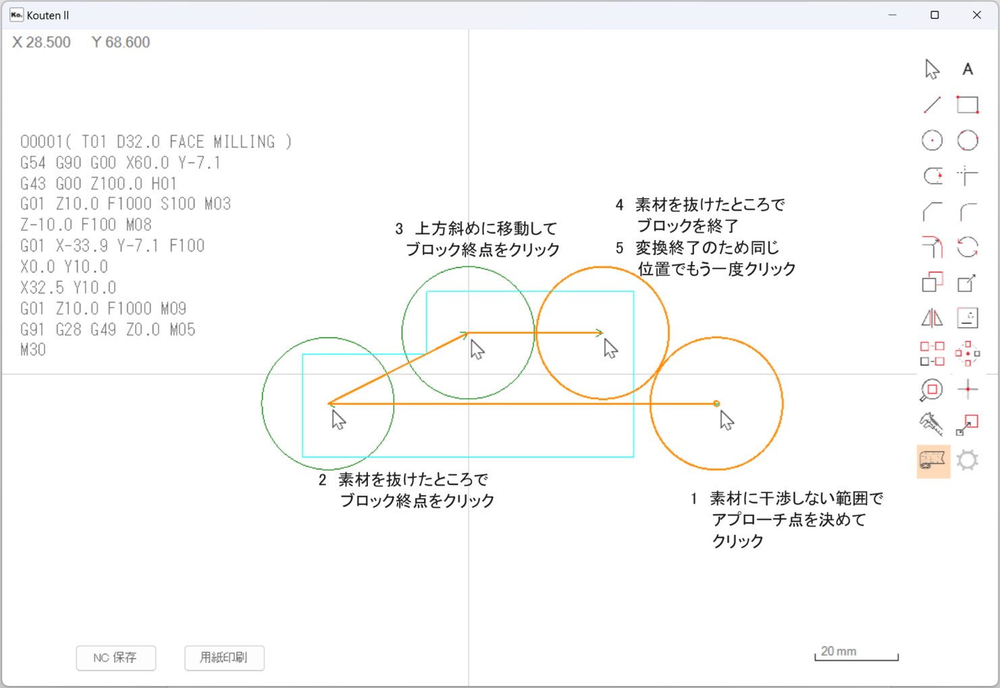 Ko. Kouten II
X 28.500 Y 68.600
A
O0001( T01 D32.0 FACE MILLING )
G54 G90 G00 X60.0 Y-7.1
G43 G00 Z100.0 H01
G01 Z10.0 F1000 S100 M03
Z-10.0 F100 M08
G01 X-33.9 Y-7.1 F100
X0.0 Y10.0
X32.5 Y10.0
G01 Z10.0 F1000 M09
G91 G28 G49 Z0.0 M05
M30
3 上方斜めに移動して
ブロック終点をクリック
4 素材を抜けたところで
ブロックを終了
5 変換終了のため同じ
位置でもう一度クリック
2 素材を抜けたところで
ブロック終点をクリック
1 素材に干渉しない範囲で
アプローチ点を決めて
クリック
NC 保存
用紙印刷
20 mm